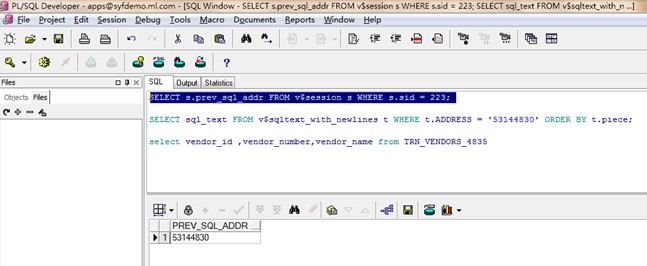 PL/SQL Developer - apps@syfdemo.ml.com - [SQL Window - SELECT s.prev_sql_addr FROM v$session s WHERE s.sid = 223; SELECT sql_text FROM v$sqltext_with_n ...]
File Project Edit Session Debug Tools Macro Documents Reports Window Help
Files
Objects Files
SQL Output Statistics
SELECT s.prev_sql_addr FROM v$session s WHERE s.sid = 223;
SELECT sql_text FROM v$sqltext_with_newlines t WHERE t.ADDRESS = '53144830' ORDER BY t.piece;
select vendor_id ,vendor_number,vendor_name from TRN_VENDORS_4835
PREV_SQL_ADDR
1 53144830